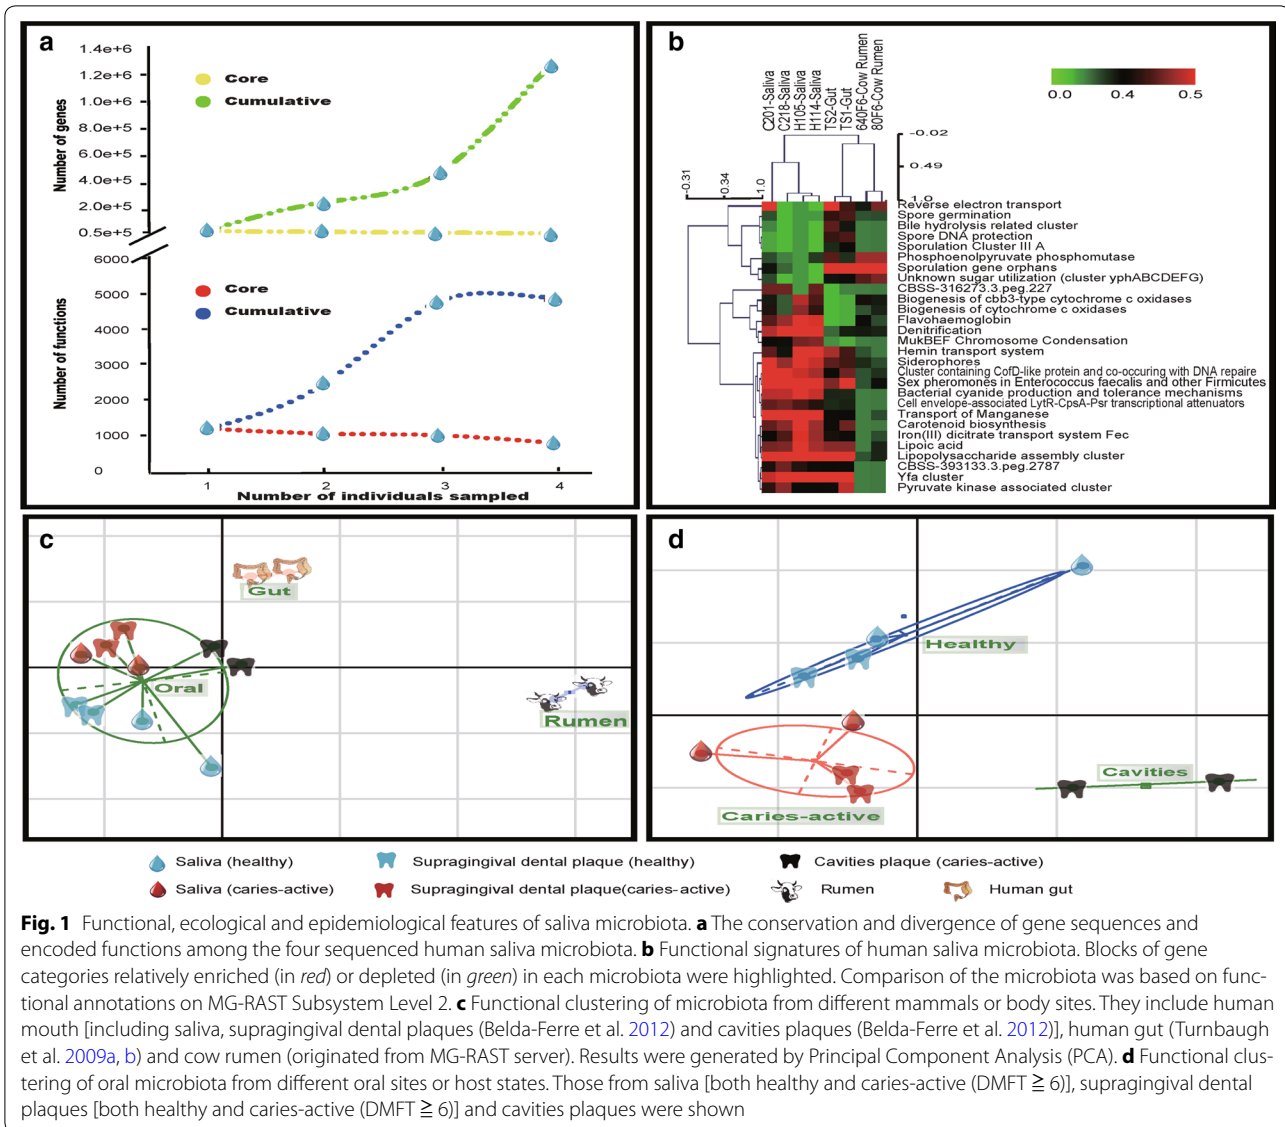 a
Number of genes
1.4e+6
1.2e+6
1.0e+6
8.0e+5
6.0e+5
4.0e+5
2.0e+5
0.5e+5
Core
Cumulative
Number of functions
6000
5000
4000
3000
2000
1000
0
Core
Cumulative
1 2 3 4
Number of individuals sampled
b
C201-Saliva
C218-Saliva
H105-Saliva
H114-Saliva
TS2-Gut
TS1-Gut
640F6-Cow Rumen
80F6-Cow Rumen
0.0 0.4 0.5
-0.02
0.49
1.0
-0.31
0.34
1.0
Reverse electron transport
Spore germination
Bile hydrolysis related cluster
Spore DNA protection
Sporulation Cluster III A
Phosphoenolpyruvate phosphomutase
Sporulation gene orphans
Unknown sugar utilization (cluster yphABCDEFG)
CBSS-316273.3.peg.227
Biogenesis of cbb3-type cytochrome c oxidases
Biogenesis of cytochrome c oxidases
Flavohaemoglobin
Denitrification
MukBEF Chromosome Condensation
Hemin transport system
Siderophores
Cluster containing CofD-like protein and co-occuring with DNA repaire
Sex pheromones in Enterococcus faecalis and other Firmicutes
Bacterial cyanide production and tolerance mechanisms
Cell envelope-associated LytR-CpsA-Psr transcriptional attenuators
Transport of Manganese
Carotenoid biosynthesis
Iron(III) dicitrate transport system Fec
Lipoic acid
Lipopolysaccharide assembly cluster
CBSS-393133.3.peg.2787
Yfa cluster
Pyruvate kinase associated cluster
c
Gut
Oral
Rumen
d
Healthy
Cavities
Caries-active
Saliva (healthy) Supragingival dental plaque (healthy) Cavities plaque (caries-active)
Saliva (caries-active) Supragingival dental plaque(caries-active) Rumen Human gut
Fig. 1 Functional, ecological and epidemiological features of saliva microbiota. a The conservation and divergence of gene sequences and
encoded functions among the four sequenced human saliva microbiota. b Functional signatures of human saliva microbiota. Blocks of gene
categories relatively enriched (in red) or depleted (in green) in each microbiota were highlighted. Comparison of the microbiota was based on func-
tional annotations on MG-RAST Subsystem Level 2. c Functional clustering of microbiota from different mammals or body sites. They include human
mouth [including saliva, supragingival dental plaques (Belda-Ferre et al. 2012) and cavities plaques (Belda-Ferre et al. 2012)], human gut (Turnbaugh
et al. 2009a, b) and cow rumen (originated from MG-RAST server). Results were generated by Principal Component Analysis (PCA). d Functional clus-
tering of oral microbiota from different oral sites or host states. Those from saliva [both healthy and caries-active (DMFT ≧ 6)], supragingival dental
plaques [both healthy and caries-active (DMFT ≧ 6)] and cavities plaques were shown